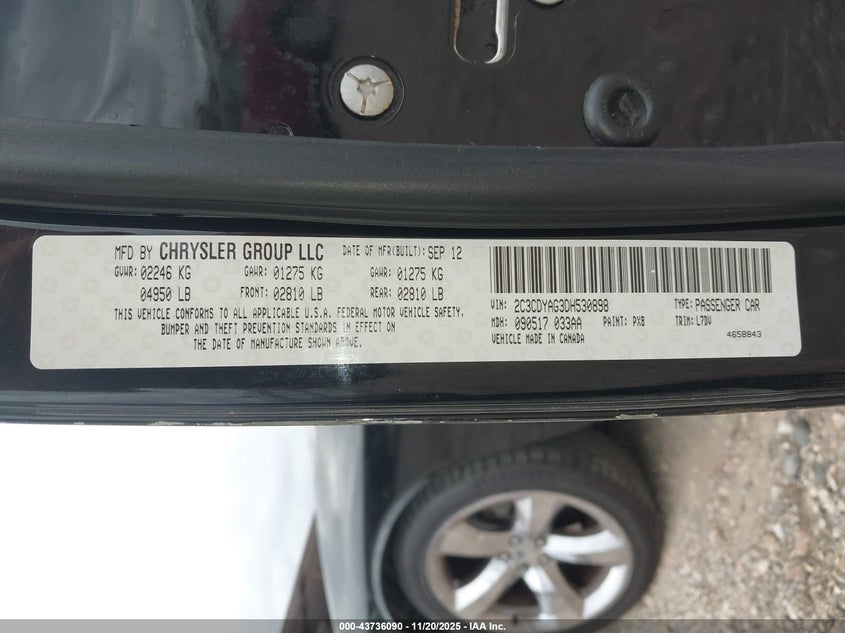 MFD BY CHRYSLER GROUP LLC DATE OF MFR(BUILT): SEP 12
GVWR: 02246 KG GAWR: 01275 KG GAWR: 01275 KG
04950 LB FRONT: 02810 LB REAR: 02810 LB
THIS VEHICLE CONFORMS TO ALL APPLICABLE U.S.A. FEDERAL MOTOR VEHICLE SAFETY,
BUMPER AND THEFT PREVENTION STANDARDS IN EFFECT ON
THE DATE OF MANUFACTURE SHOWN ABOVE.
VIN: 2C3CDYAG3DH530898 TYPE: PASSENGER CAR
MDH: 090517 033AA PAINT: PX8 TRIM: L7DV
VEHICLE MADE IN CANADA 4658843
000-43736090 - 11/20/2025 - IAA Inc.